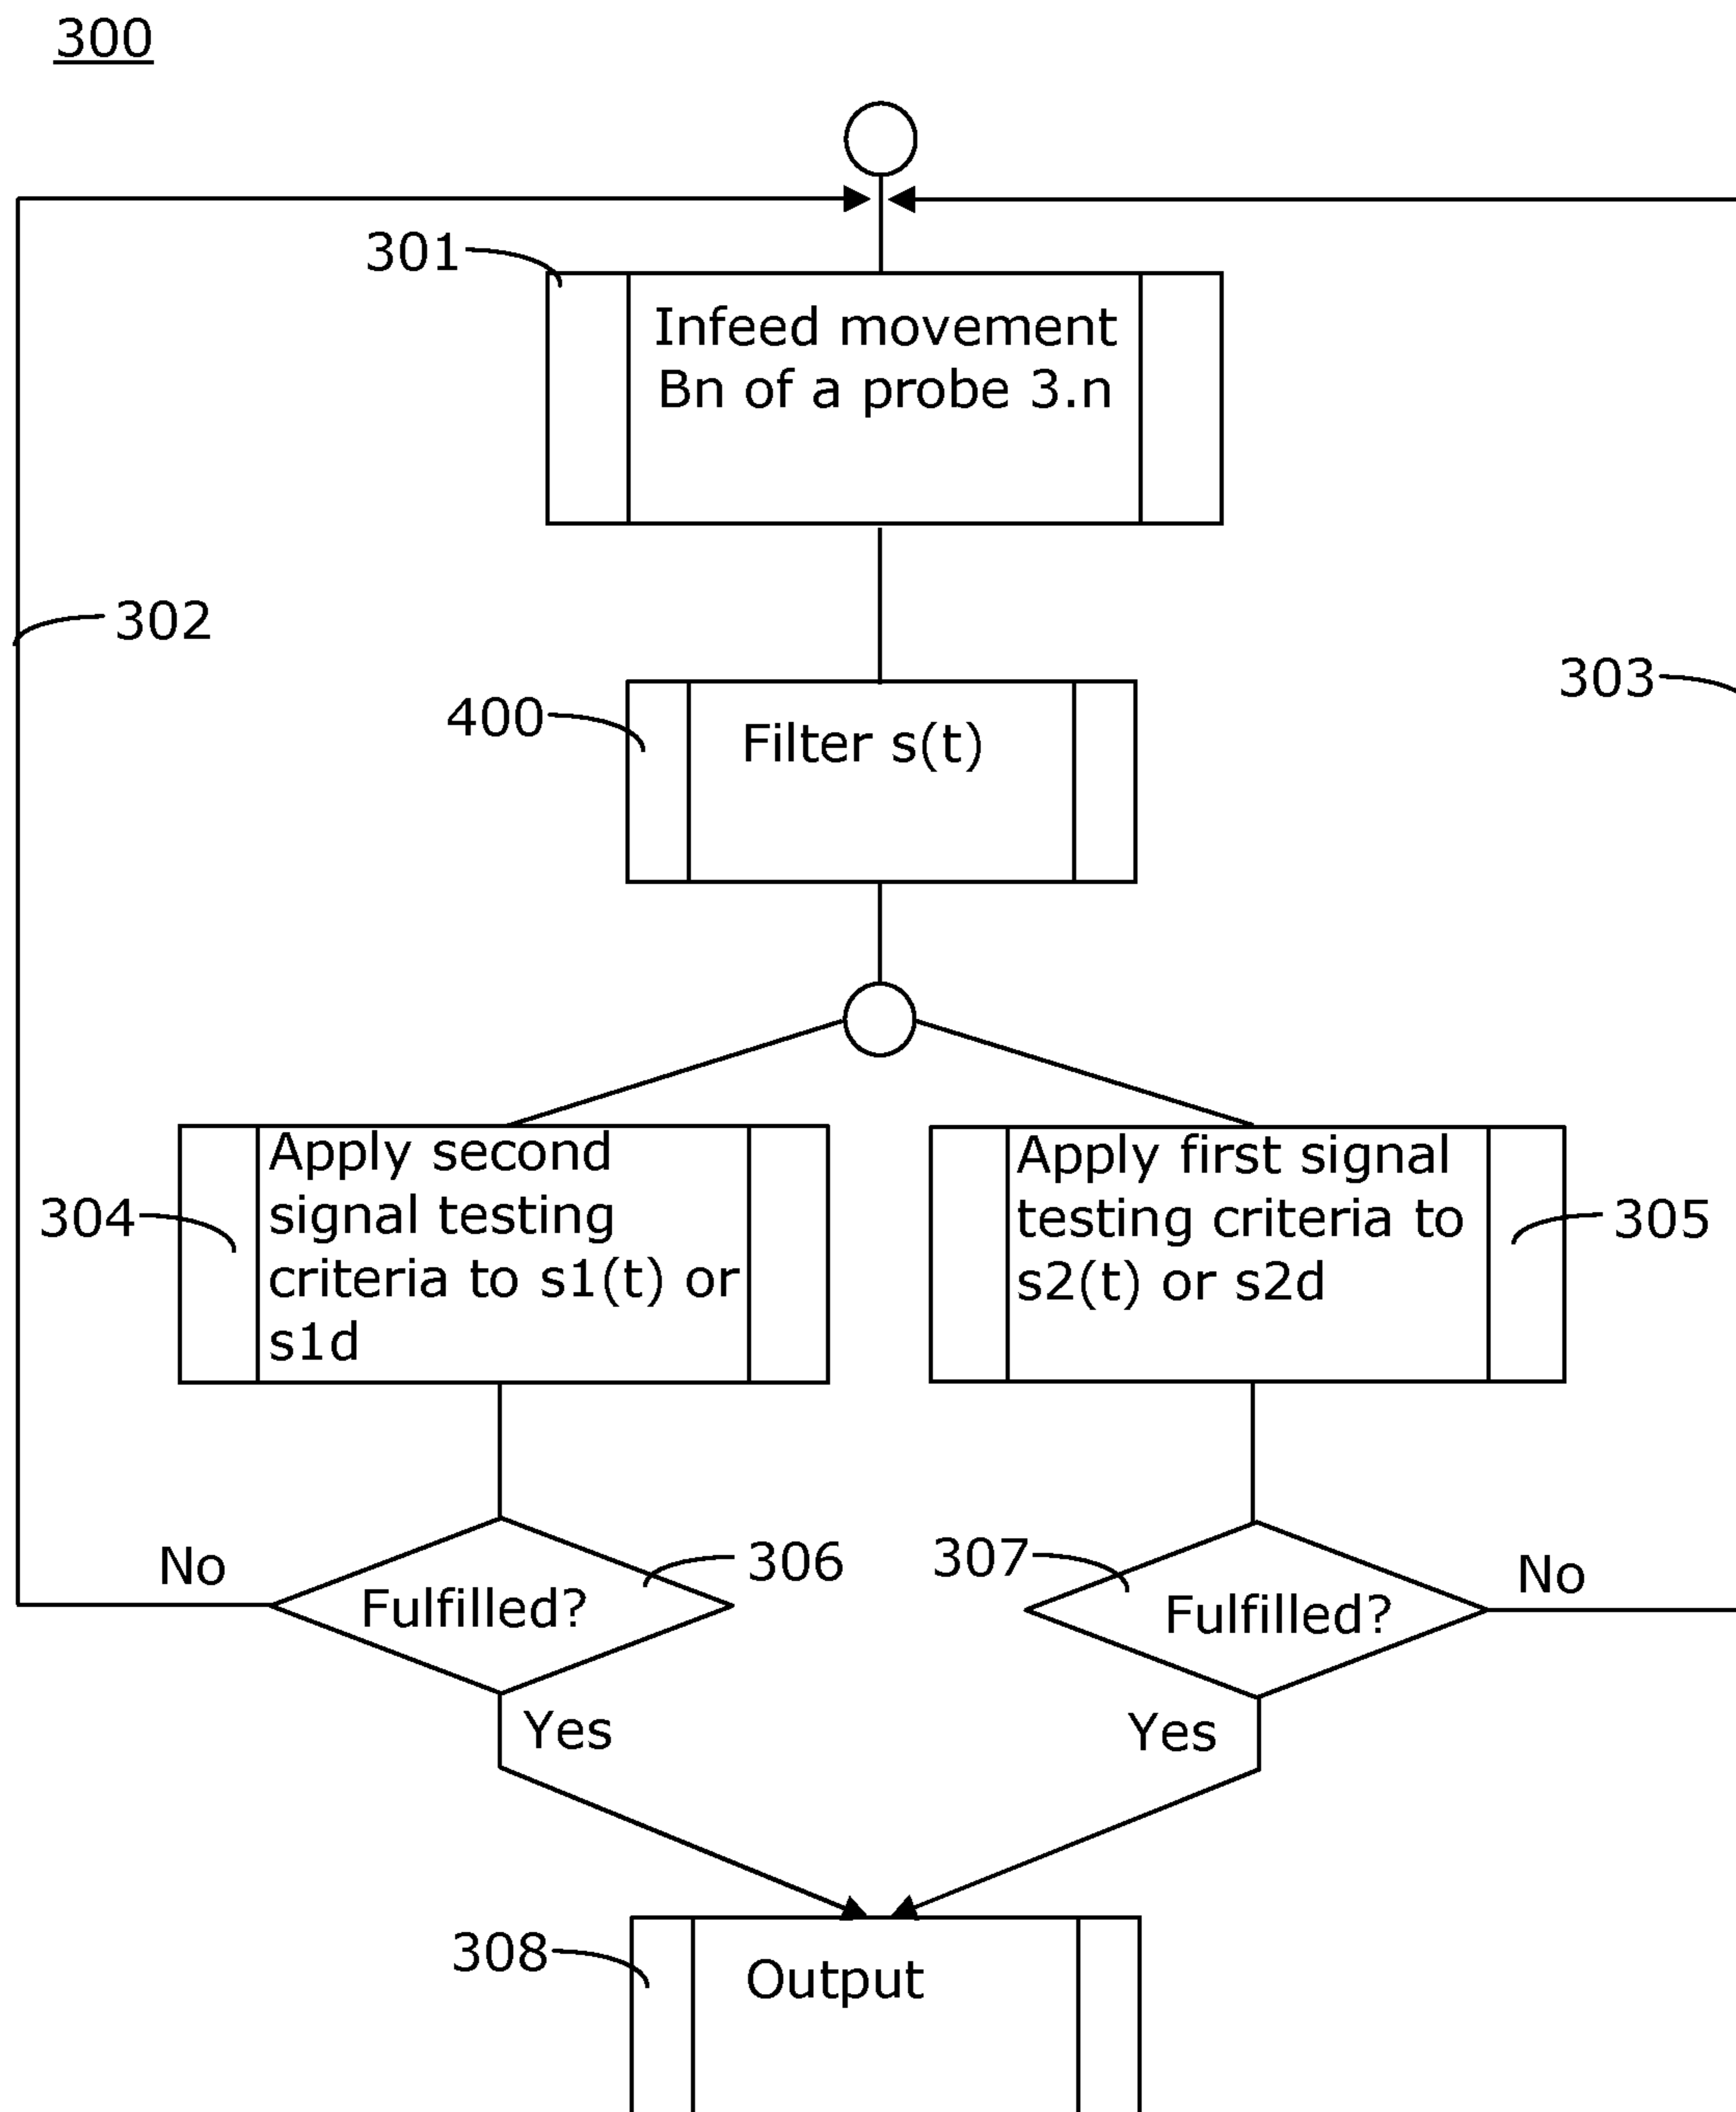 300
301
Infeed movement
Bn of a probe 3.n
302
303
400
Filter s(t)
304
Apply second
signal testing
criteria to s1(t) or
s1d
Apply first signal
testing criteria to
s2(t) or s2d
305
No
Fulfilled?
306
307
Fulfilled?
No
Yes
Yes
308
Output